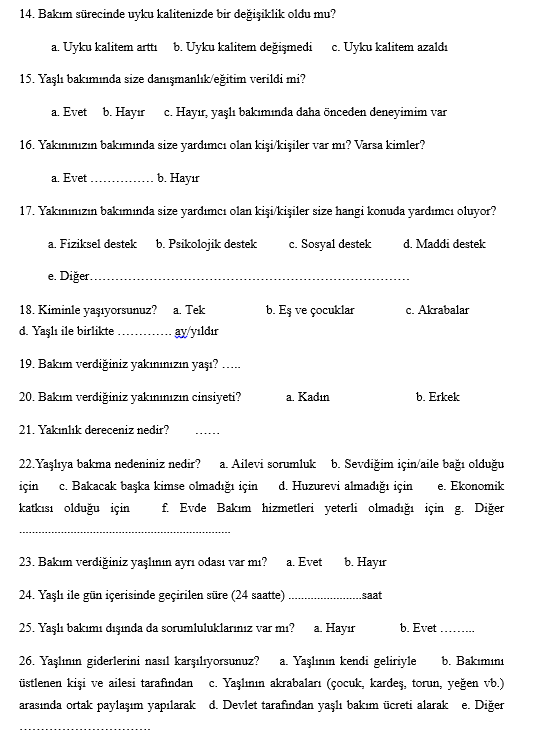 14. Bakım sürecinde uyku kalitenizde bir değişiklik oldu mu?
a. Uyku kalitem arttı b. Uyku kalitem değişmedi c. Uyku kalitem azaldı
15. Yaşlı bakımında size danışmanlık/eğitim verildi mi?
a. Evet b. Hayır c. Hayır, yaşlı bakımında daha önceden deneyimim var
16. Yakınınızın bakımında size yardımcı olan kişi/kişiler var mı? Varsa kimler?
a. Evet …………… b. Hayır
17. Yakınınızın bakımında size yardımcı olan kişi/kişiler size hangi konuda yardımcı oluyor?
a. Fiziksel destek b. Psikolojik destek c. Sosyal destek d. Maddi destek
e. Diğer…………………………………………………………………
18. Kiminle yaşıyorsunuz? a. Tek b. Eş ve çocuklar c. Akrabalar
d. Yaşlı ile birlikte …………. ay/yıldır
19. Bakım verdiğiniz yakınınızın yaşı? …..
20. Bakım verdiğiniz yakınınızın cinsiyeti? a. Kadın b. Erkek
21. Yakınlık dereceniz nedir? ……
22.Yaşlıya bakma nedeniniz nedir? a. Ailevi sorumluk b. Sevdiğim için/aile bağı olduğu
için c. Bakacak başka kimse olmadığı için d. Huzurevi almadığı için e. Ekonomik
katkısı olduğu için f. Evde Bakım hizmetleri yeterli olmadığı için g. Diğer
..................................................................
23. Bakım verdiğiniz yaşlının ayrı odası var mı? a. Evet b. Hayır
24. Yaşlı ile gün içerisinde geçirilen süre (24 saatte) .......................saat
25. Yaşlı bakımı dışında da sorumluluklarınız var mı? a. Hayır b. Evet ……...
26. Yaşlının giderlerini nasıl karşılıyorsunuz? a. Yaşlının kendi geliriyle b. Bakımını
üstlenen kişi ve ailesi tarafından c. Yaşlının akrabaları (çocuk, kardeş, torun, yeğen vb.)
arasında ortak paylaşım yapılarak d. Devlet tarafından yaşlı bakım ücreti alarak e. Diğer
………………………….